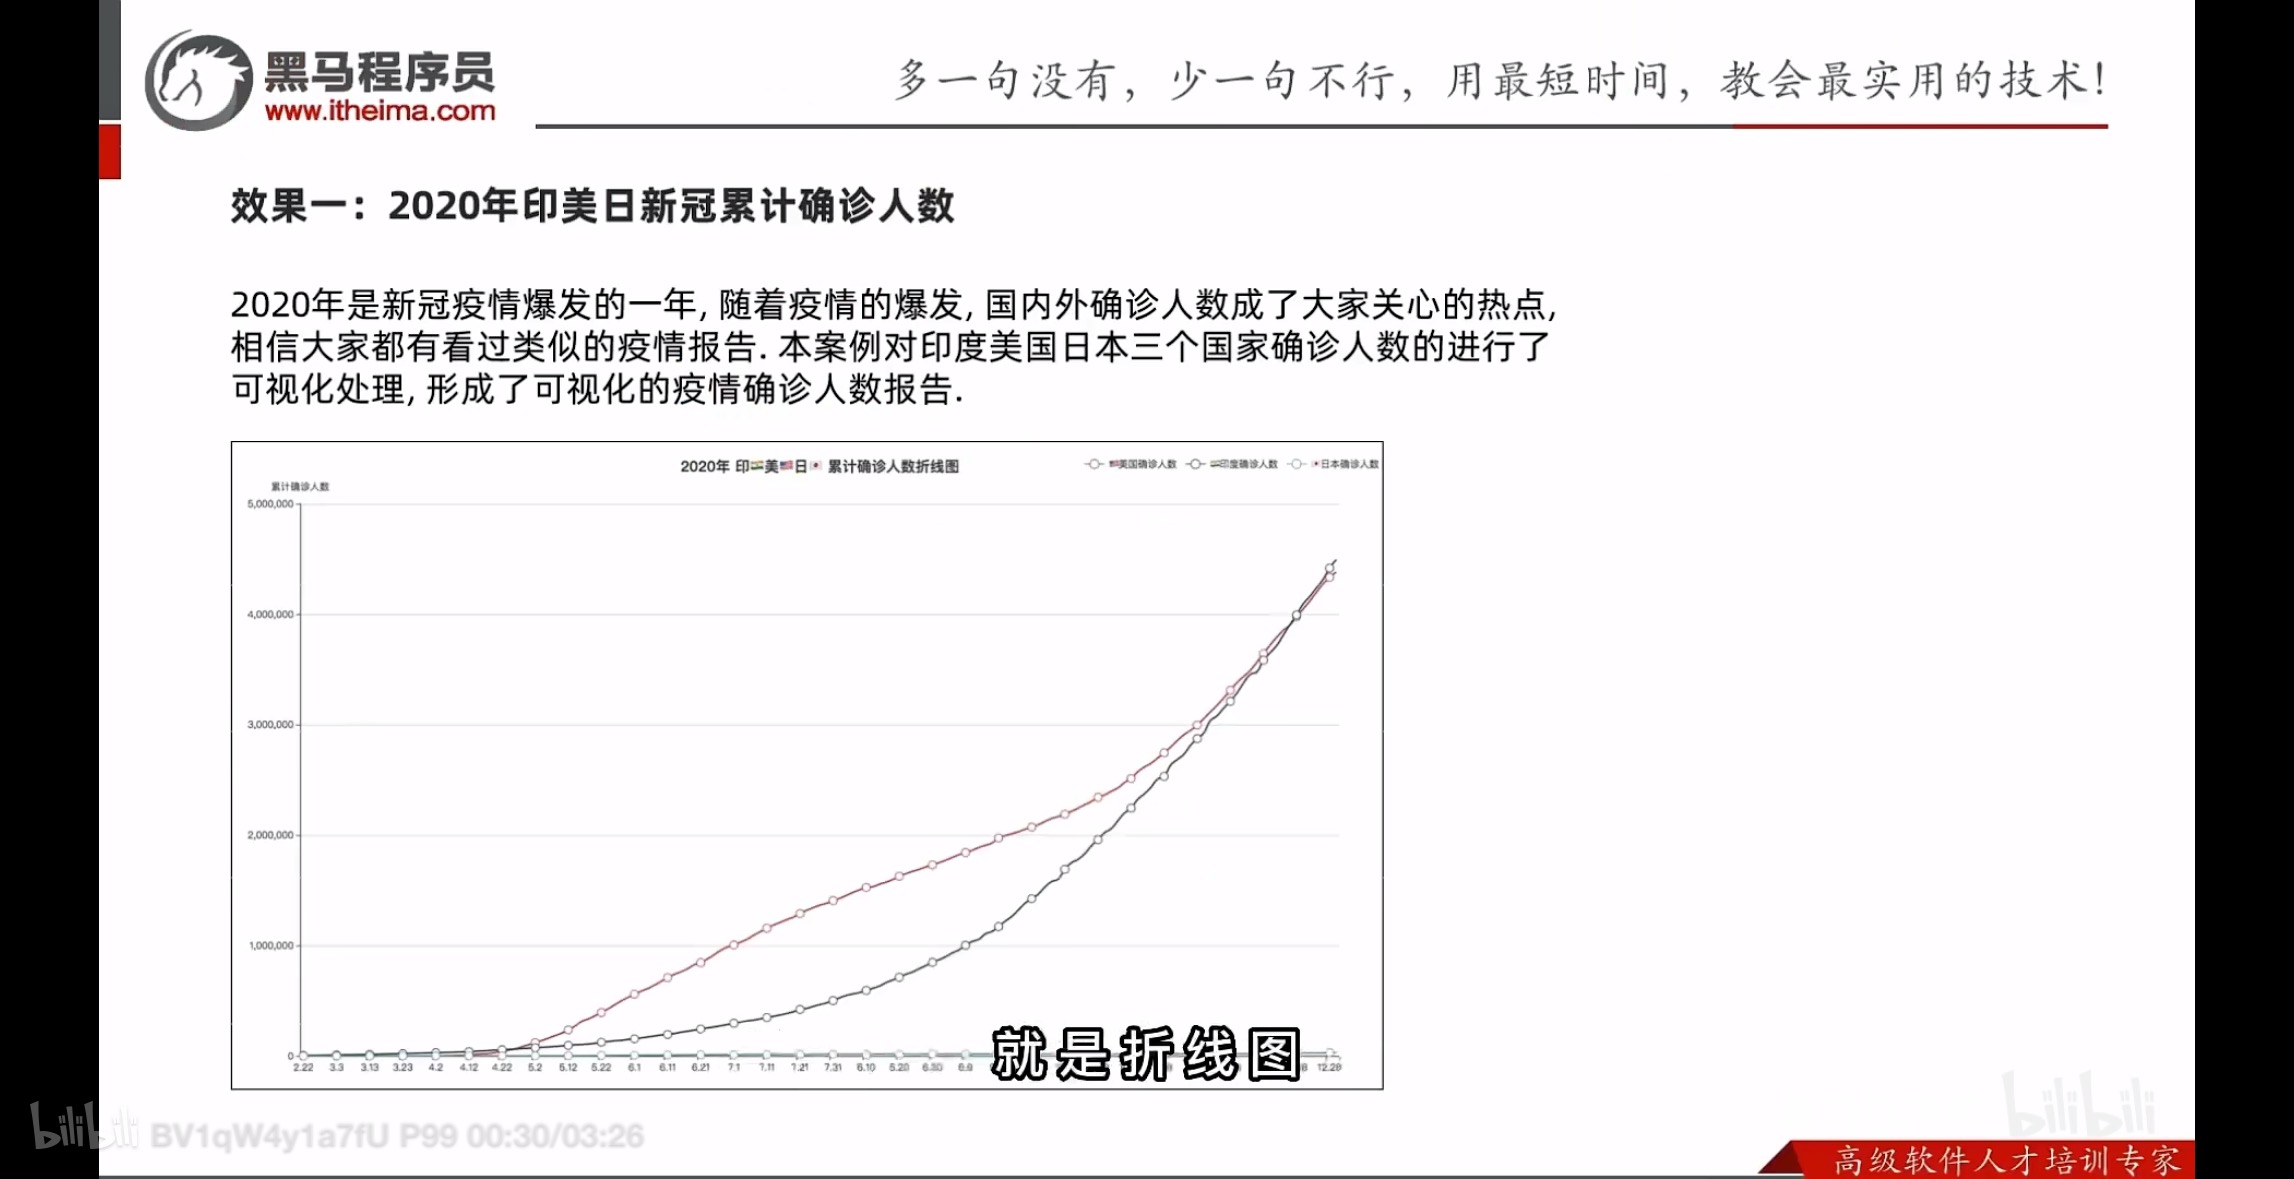 黑马程序员
www.itheima.com
多一句没有，少一句不行，用最短时间，教会最实用的技术！
效果一：2020年印美日新冠累计确诊人数
2020年是新冠疫情爆发的一年, 随着疫情的爆发, 国内外确诊人数成了大家关心的热点,
相信大家都有看过类似的疫情报告. 本案例对印度美国日本三个国家确诊人数的进行了
可视化处理, 形成了可视化的疫情确诊人数报告.
2020年 印🇮🇳美🇺🇸日🇯🇵 累计确诊人数折线图
🇺🇸美国确诊人数 🇮🇳印度确诊人数 🇯🇵日本确诊人数
累计确诊人数
5,000,000
4,000,000
3,000,000
2,000,000
1,000,000
0
2.22 3.3 3.13 3.23 4.2 4.12 4.22 5.2 5.12 5.22 6.1 6.11 6.21 7.1 7.11 7.21 7.31 12.28
就是折线图
bilibili BV1qW4y1a7fU P99 00:30/03:26
bilibili
高级软件人才培训专家